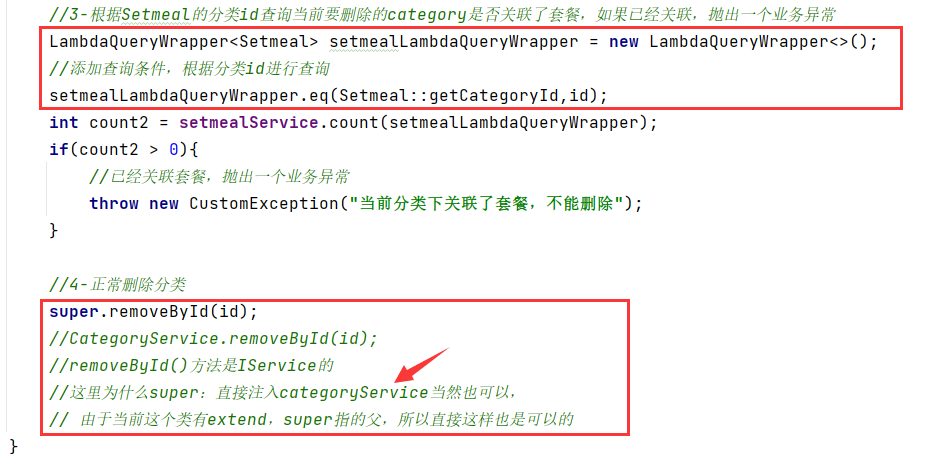 //3-根据Setmeal的分类id查询当前要删除的category是否关联了套餐，如果已经关联，抛出一个业务异常
LambdaQueryWrapper<Setmeal> setmealLambdaQueryWrapper = new LambdaQueryWrapper<>();
//添加查询条件，根据分类id进行查询
setmealLambdaQueryWrapper.eq(Setmeal::getCategoryId,id);
int count2 = setmealService.count(setmealLambdaQueryWrapper);
if(count2 > 0){
//已经关联套餐，抛出一个业务异常
throw new CustomException("当前分类下关联了套餐，不能删除");
}
//4-正常删除分类
super.removeById(id);
//CategoryService.removeById(id);
//removeById()方法是IService的
//这里为什么super：直接注入categoryService当然也可以，
// 由于当前这个类有extend，super指的父，所以直接这样也是可以的
}